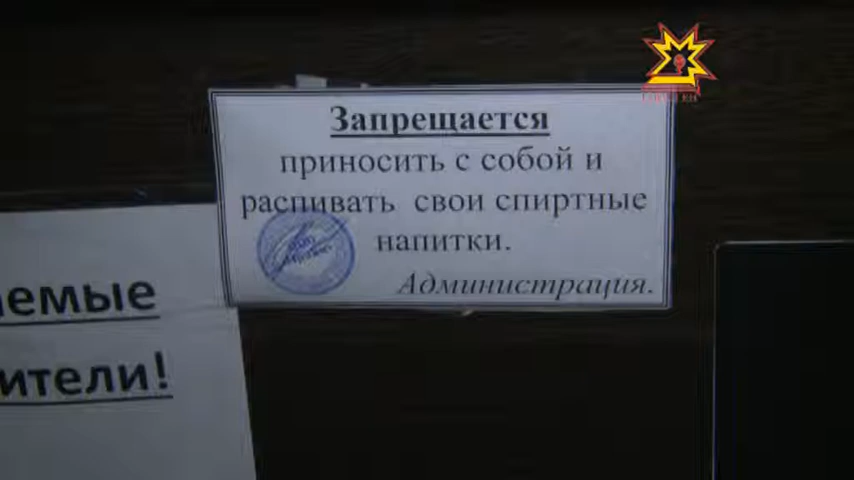 Запрещается
приносить с собой и
распивать свои спиртные
напитки.
Администрация.
емые
ители!